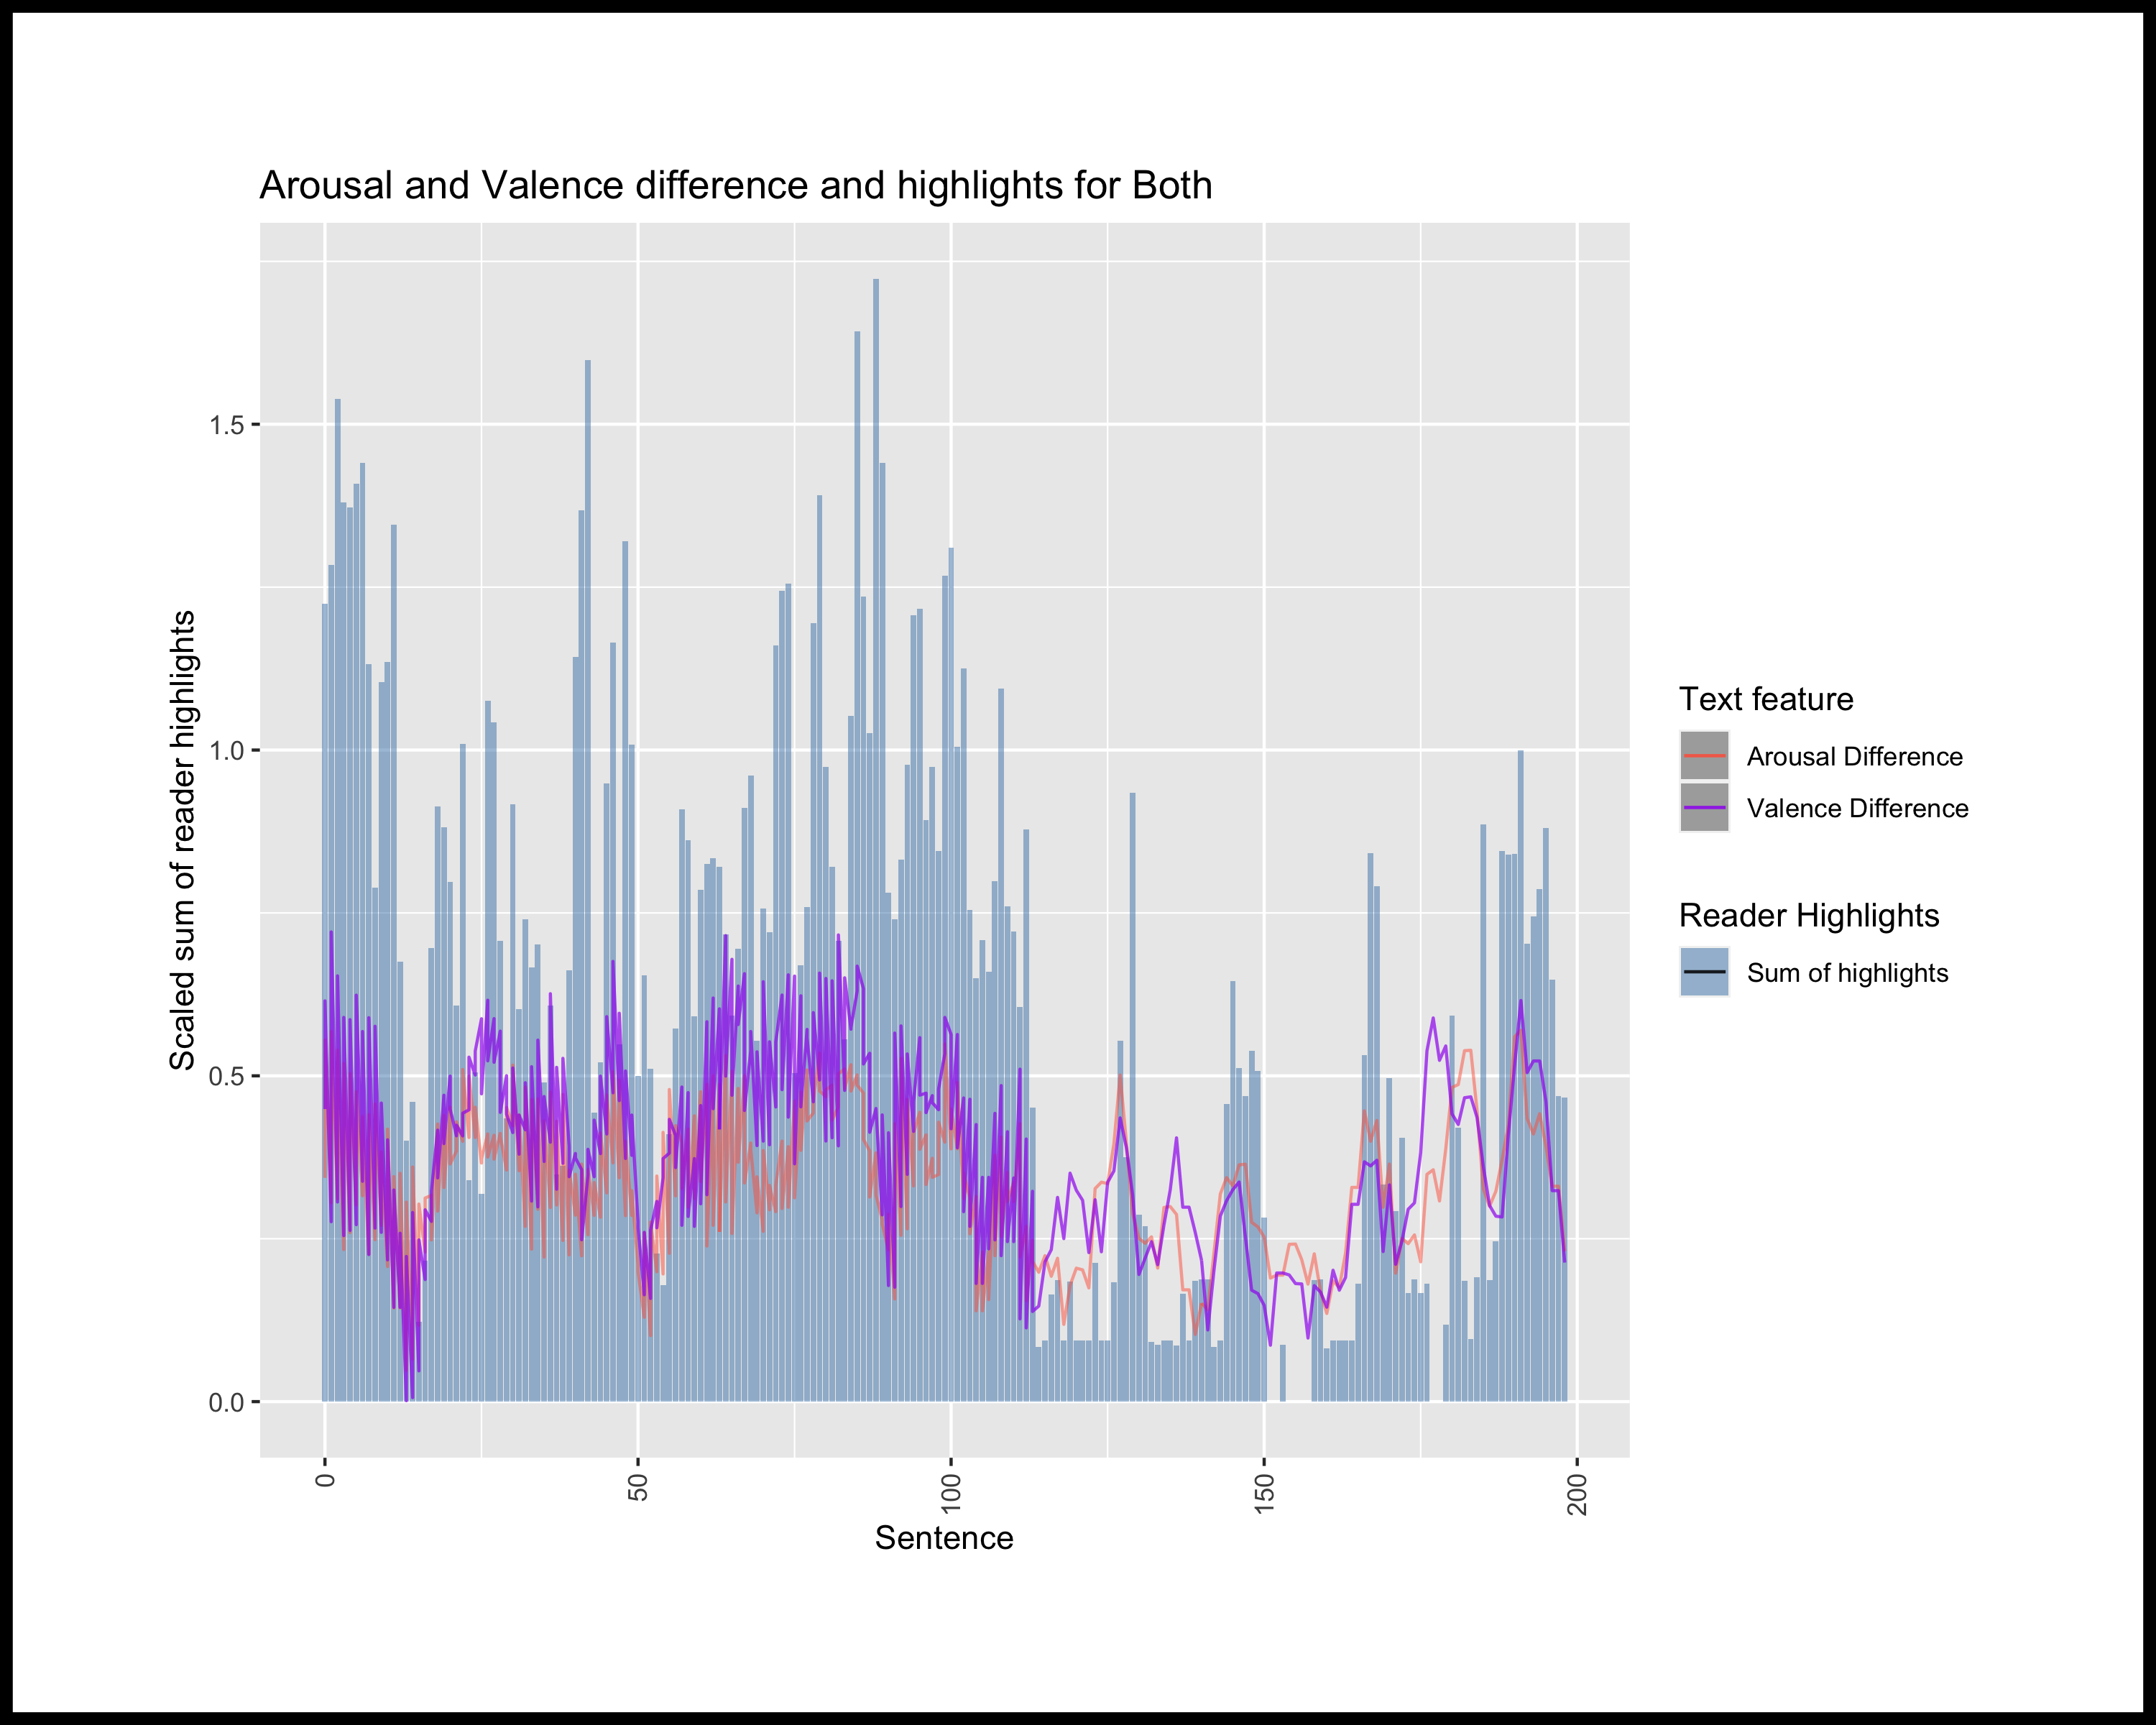 Arousal and Valence difference and highlights for Both
Scaled sum of reader highlights
1.5
1.0
0.5
0.0
0
50
100
150
200
Sentence
Text feature
Arousal Difference
Valence Difference
Reader Highlights
Sum of highlights